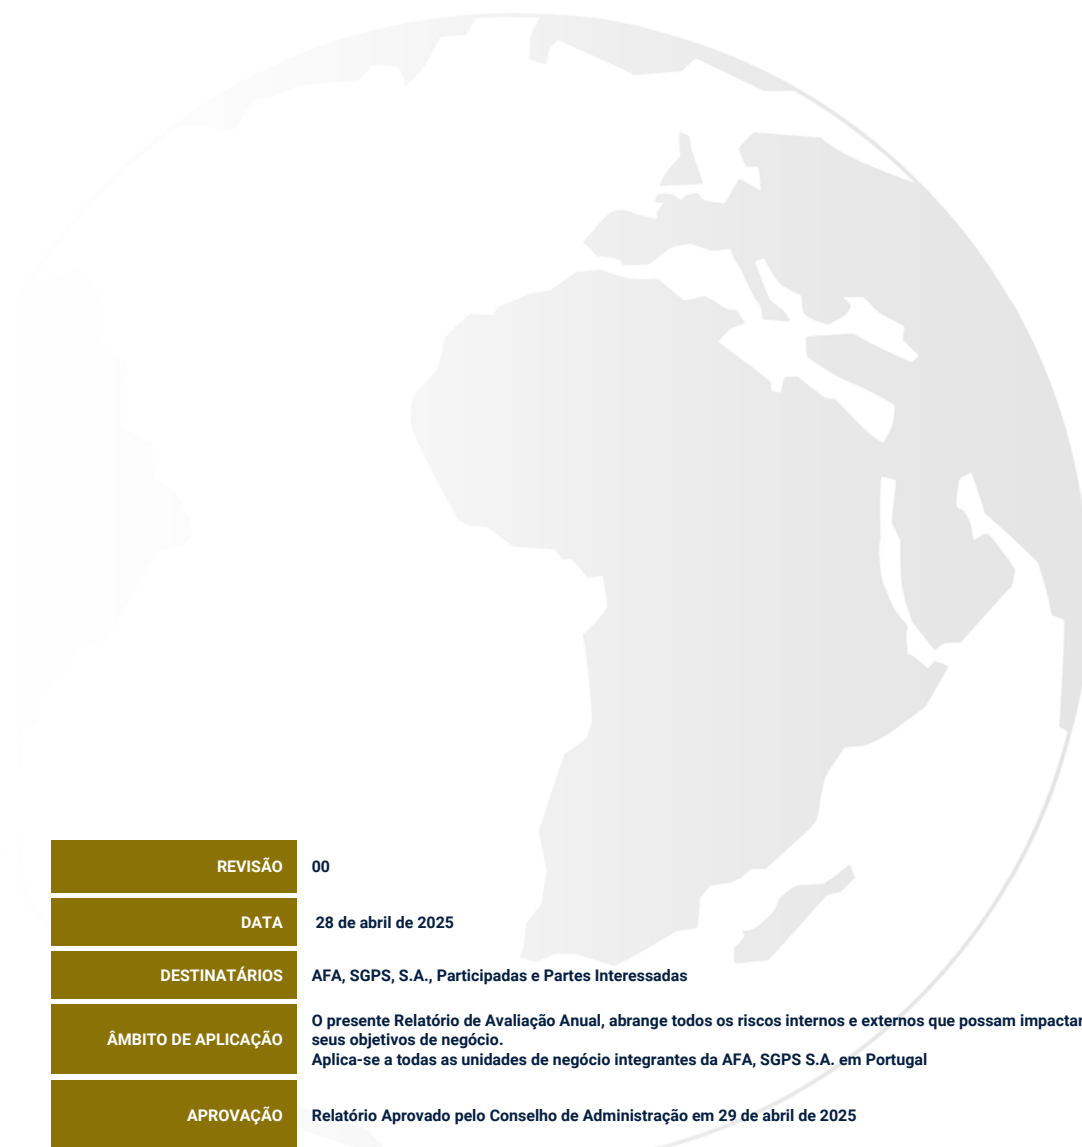 REVISÃO 00
DATA 28 de abril de 2025
DESTINATÁRIOS AFA, SGPS, S.A., Participadas e Partes Interessadas
ÂMBITO DE APLICAÇÃO O presente Relatório de Avaliação Anual, abrange todos os riscos internos e externos que possam impactar
seus objetivos de negócio.
Aplica-se a todas as unidades de negócio integrantes da AFA, SGPS S.A. em Portugal
APROVAÇÃO Relatório Aprovado pelo Conselho de Administração em 29 de abril de 2025